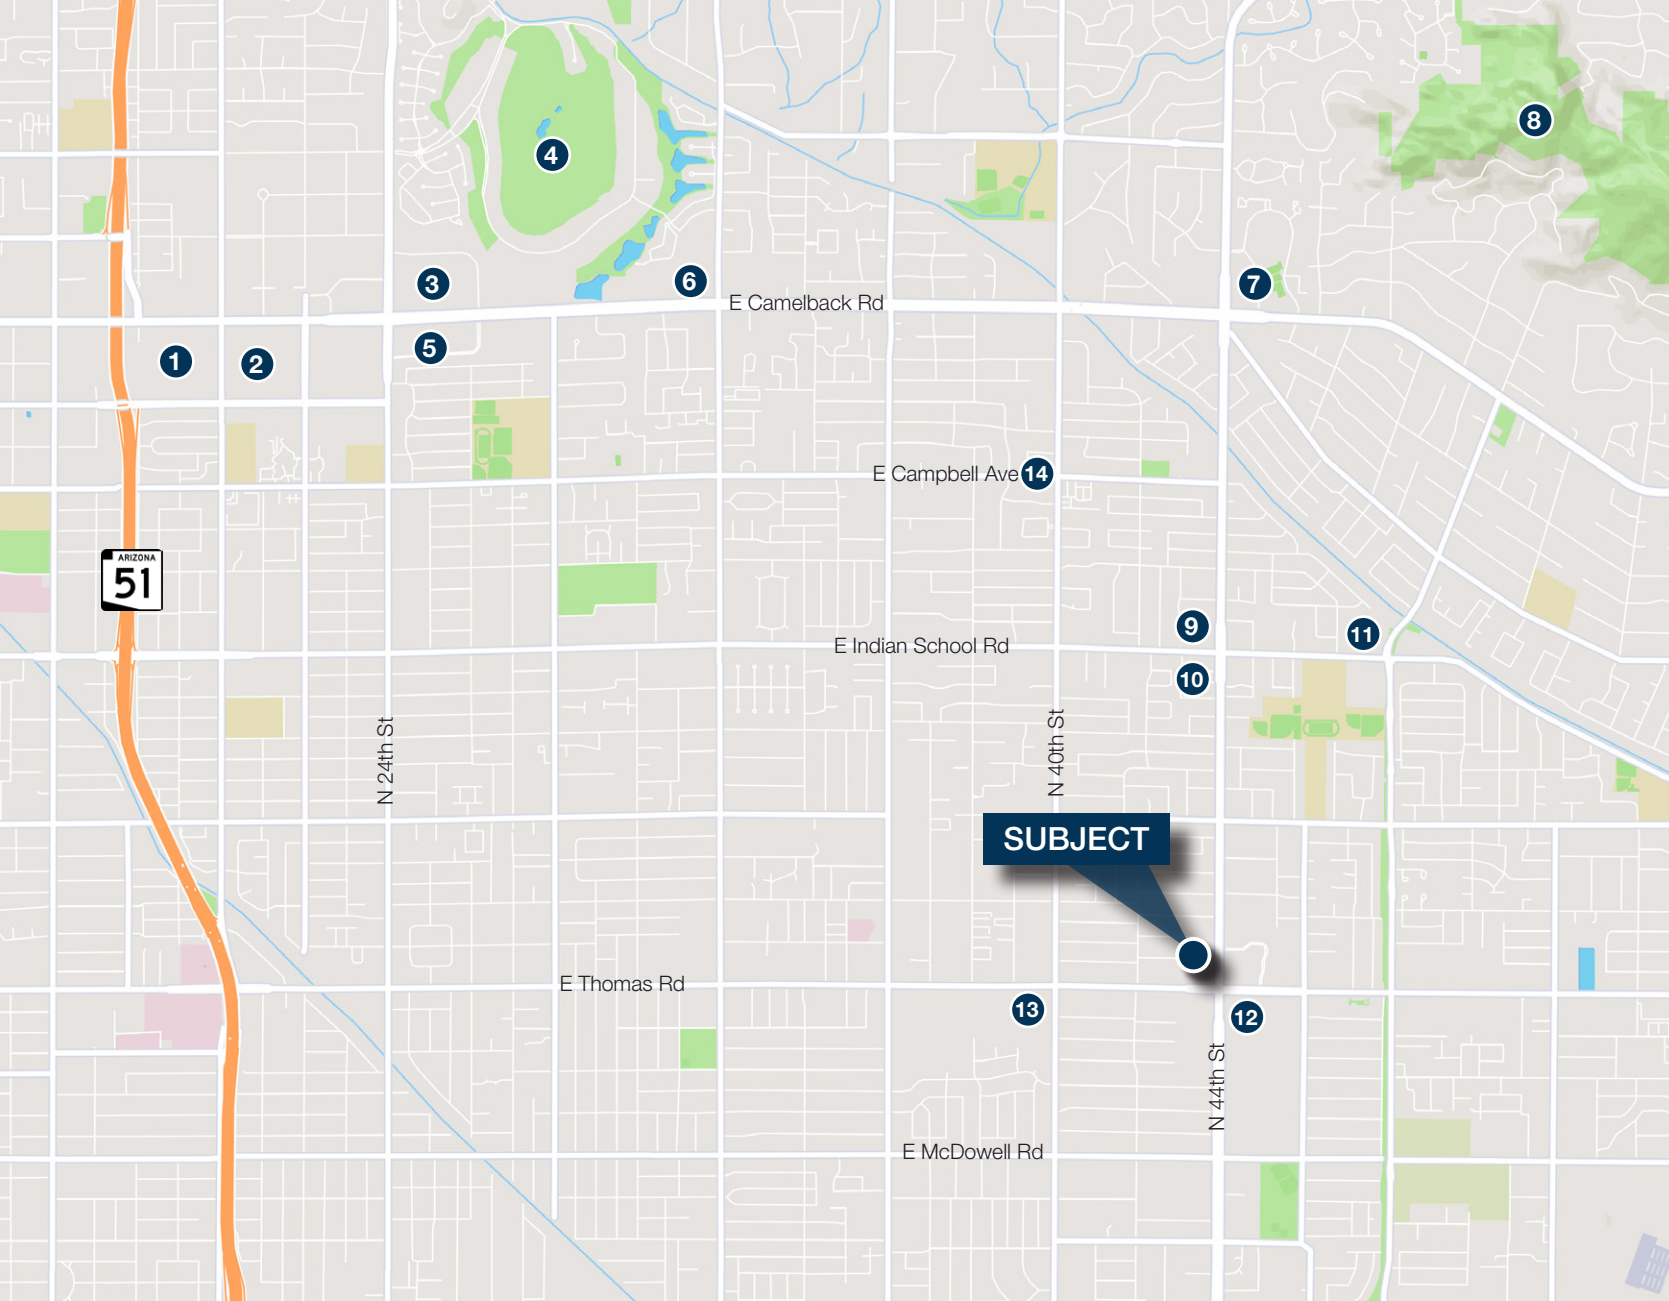 8
4
3
6
7
E Camelback Rd
1
2
5
E Campbell Ave
14
ARIZONA
51
9
11
E Indian School Rd
10
N 24th St
N 40th St
SUBJECT
E Thomas Rd
13
12
N 44th St
E McDowell Rd